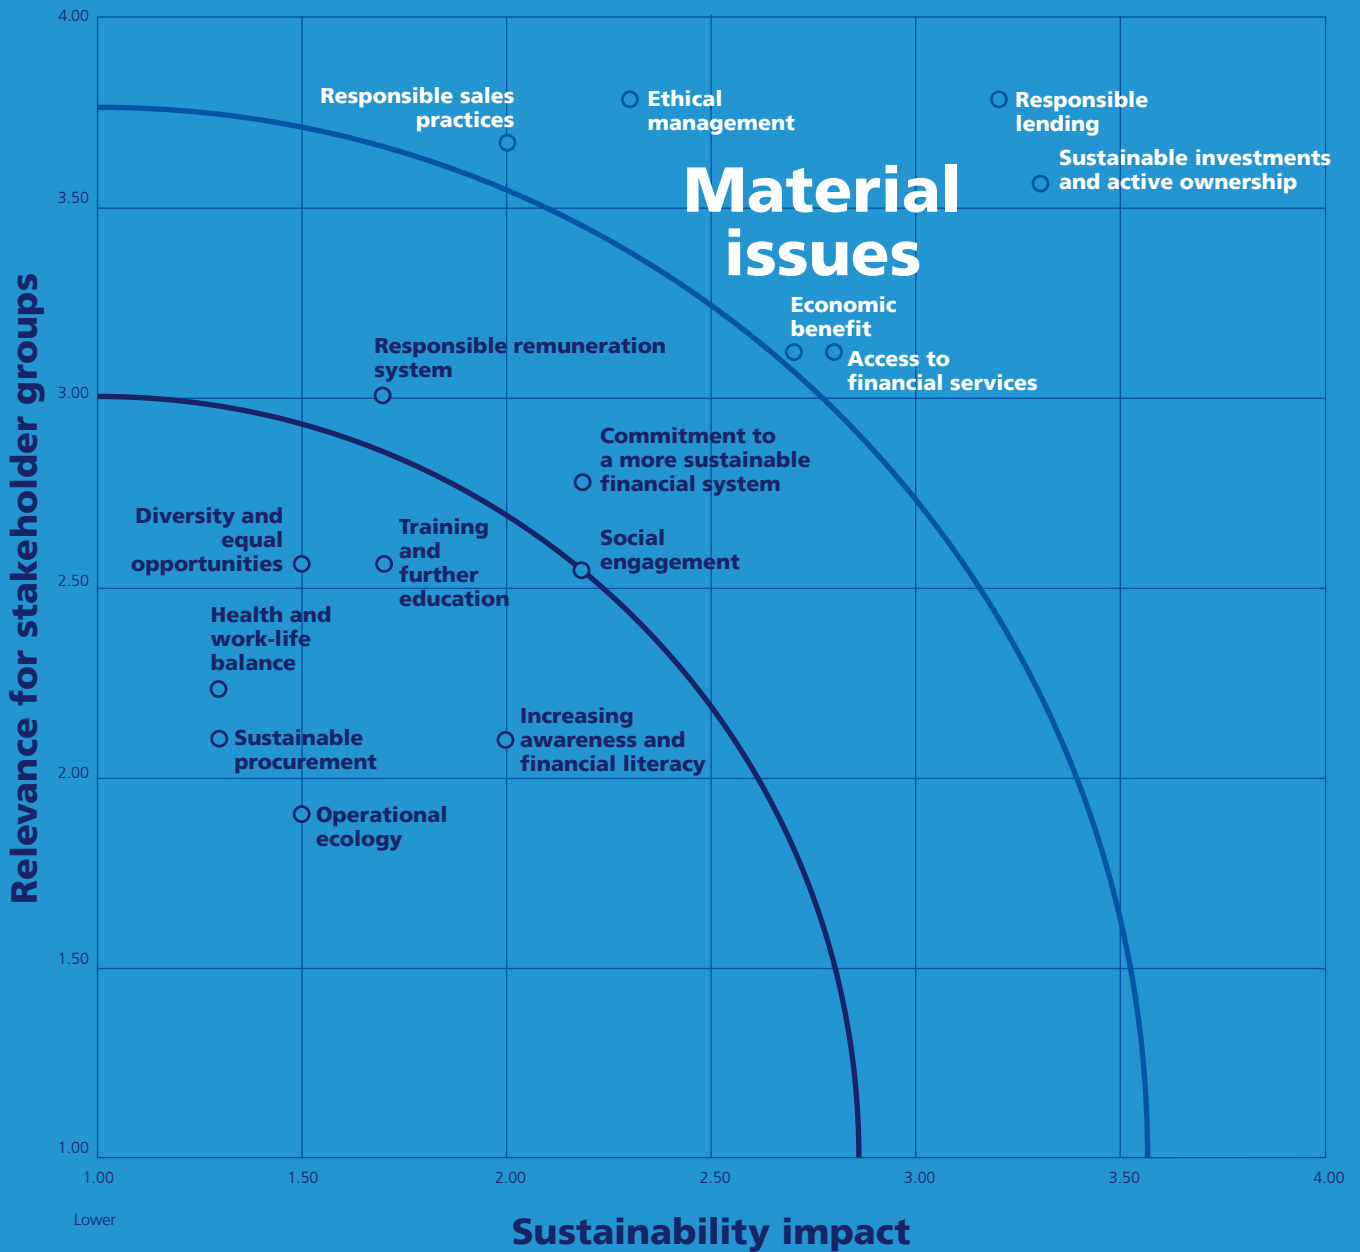 4.00
Responsible sales
practices
Ethical
management
Responsible
lending
Sustainable investments
and active ownership
Material
issues
3.50
Economic
benefit
Access to
financial services
Responsible remuneration
system
3.00
Commitment to
a more sustainable
financial system
Diversity and
equal
opportunities
Training
and
further
education
Social
engagement
2.50
Health and
work-life
balance
Sustainable
procurement
Increasing
awareness and
financial literacy
2.00
Operational
ecology
1.50
1.00
Relevance for stakeholder groups
1.00
1.50
2.00
2.50
3.00
3.50
4.00
Lower
Sustainability impact